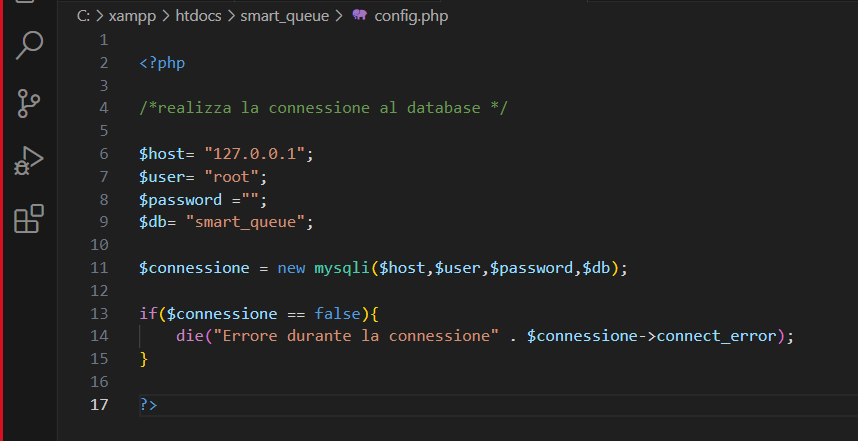 C: > xampp > htdocs > smart_queue > config.php
1
2 <?php
3
4 /*realizza la connessione al database */
5
6 $host= "127.0.0.1";
7 $user= "root";
8 $password ="";
9 $db= "smart_queue";
10
11 $connessione = new mysqli($host,$user,$password,$db);
12
13 if($connessione == false){
14     die("Errore durante la connessione" . $connessione->connect_error);
15 }
16
17 ?>